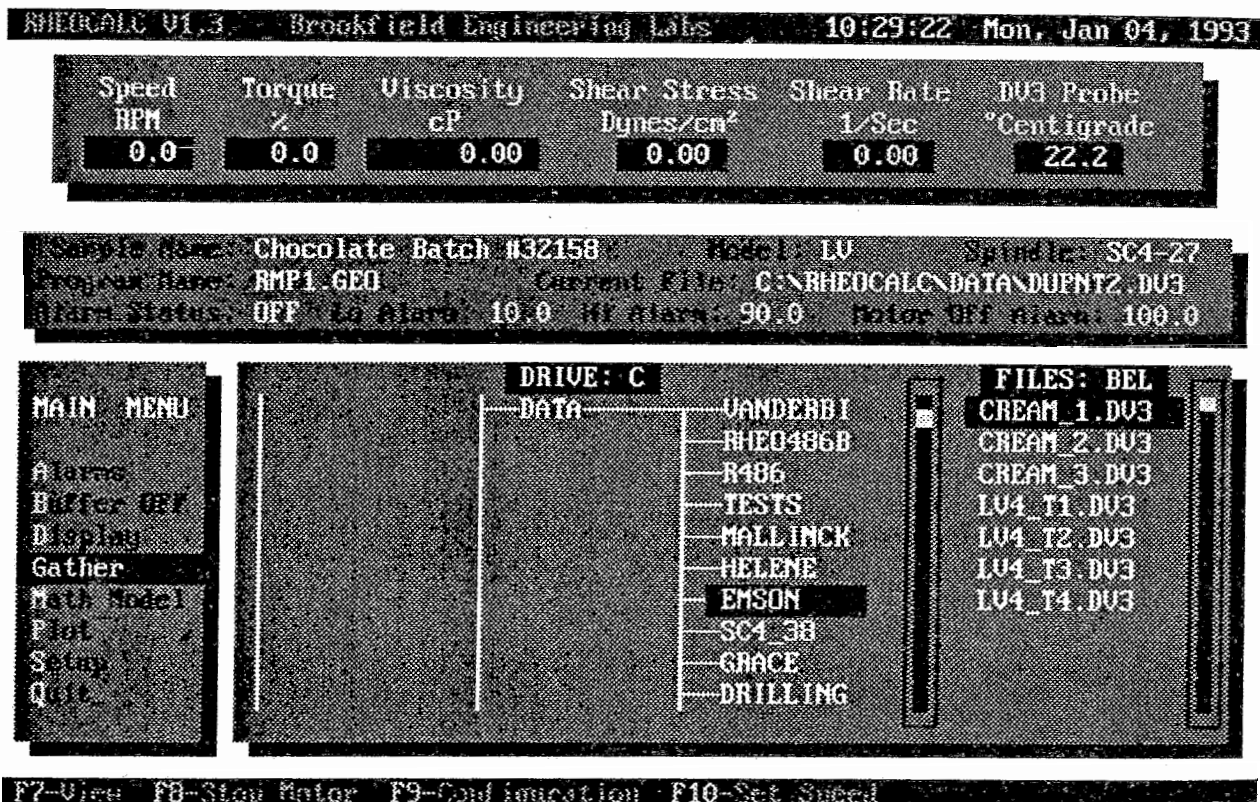 RHEOCALC V1.3 Brookfield Engineering Labs 10:29:22 Mon, Jan 04, 1993
Speed Torque Viscosity Shear Stress Shear Rate DV3 Probe
RPM % cP Dynes/cm² 1/Sec °Centigrade
0.0 0.0 0.00 0.00 0.00 22.2
Sample Name: Chocolate Batch #32158 Model: LV Spindle: SC4-27
Program Name: RMP1.GEO Current File: C:\RHEOCALC\DATA\DUPNT2.DV3
Alarm Status: OFF Lo Alarm: 10.0 Hi Alarm: 90.0 Motor Off Alarm: 100.0
MAIN MENU
Alarms
Buffer OFF
Display
Gather
Math Model
Plot
Setup
Quit
DRIVE: C
DATA
VANDERBI
RHEO486B
R486
TESTS
MALLINCK
HELENE
EMSON
SC4_38
GRACE
DRILLING
FILES: BEL
CREAM_1.DV3
CREAM_2.DV3
CREAM_3.DV3
LV4_T1.DV3
LV4_T2.DV3
LV4_T3.DV3
LV4_T4.DV3
F7-View F8-Stop Motor F9-Configuration F10-Set Speed